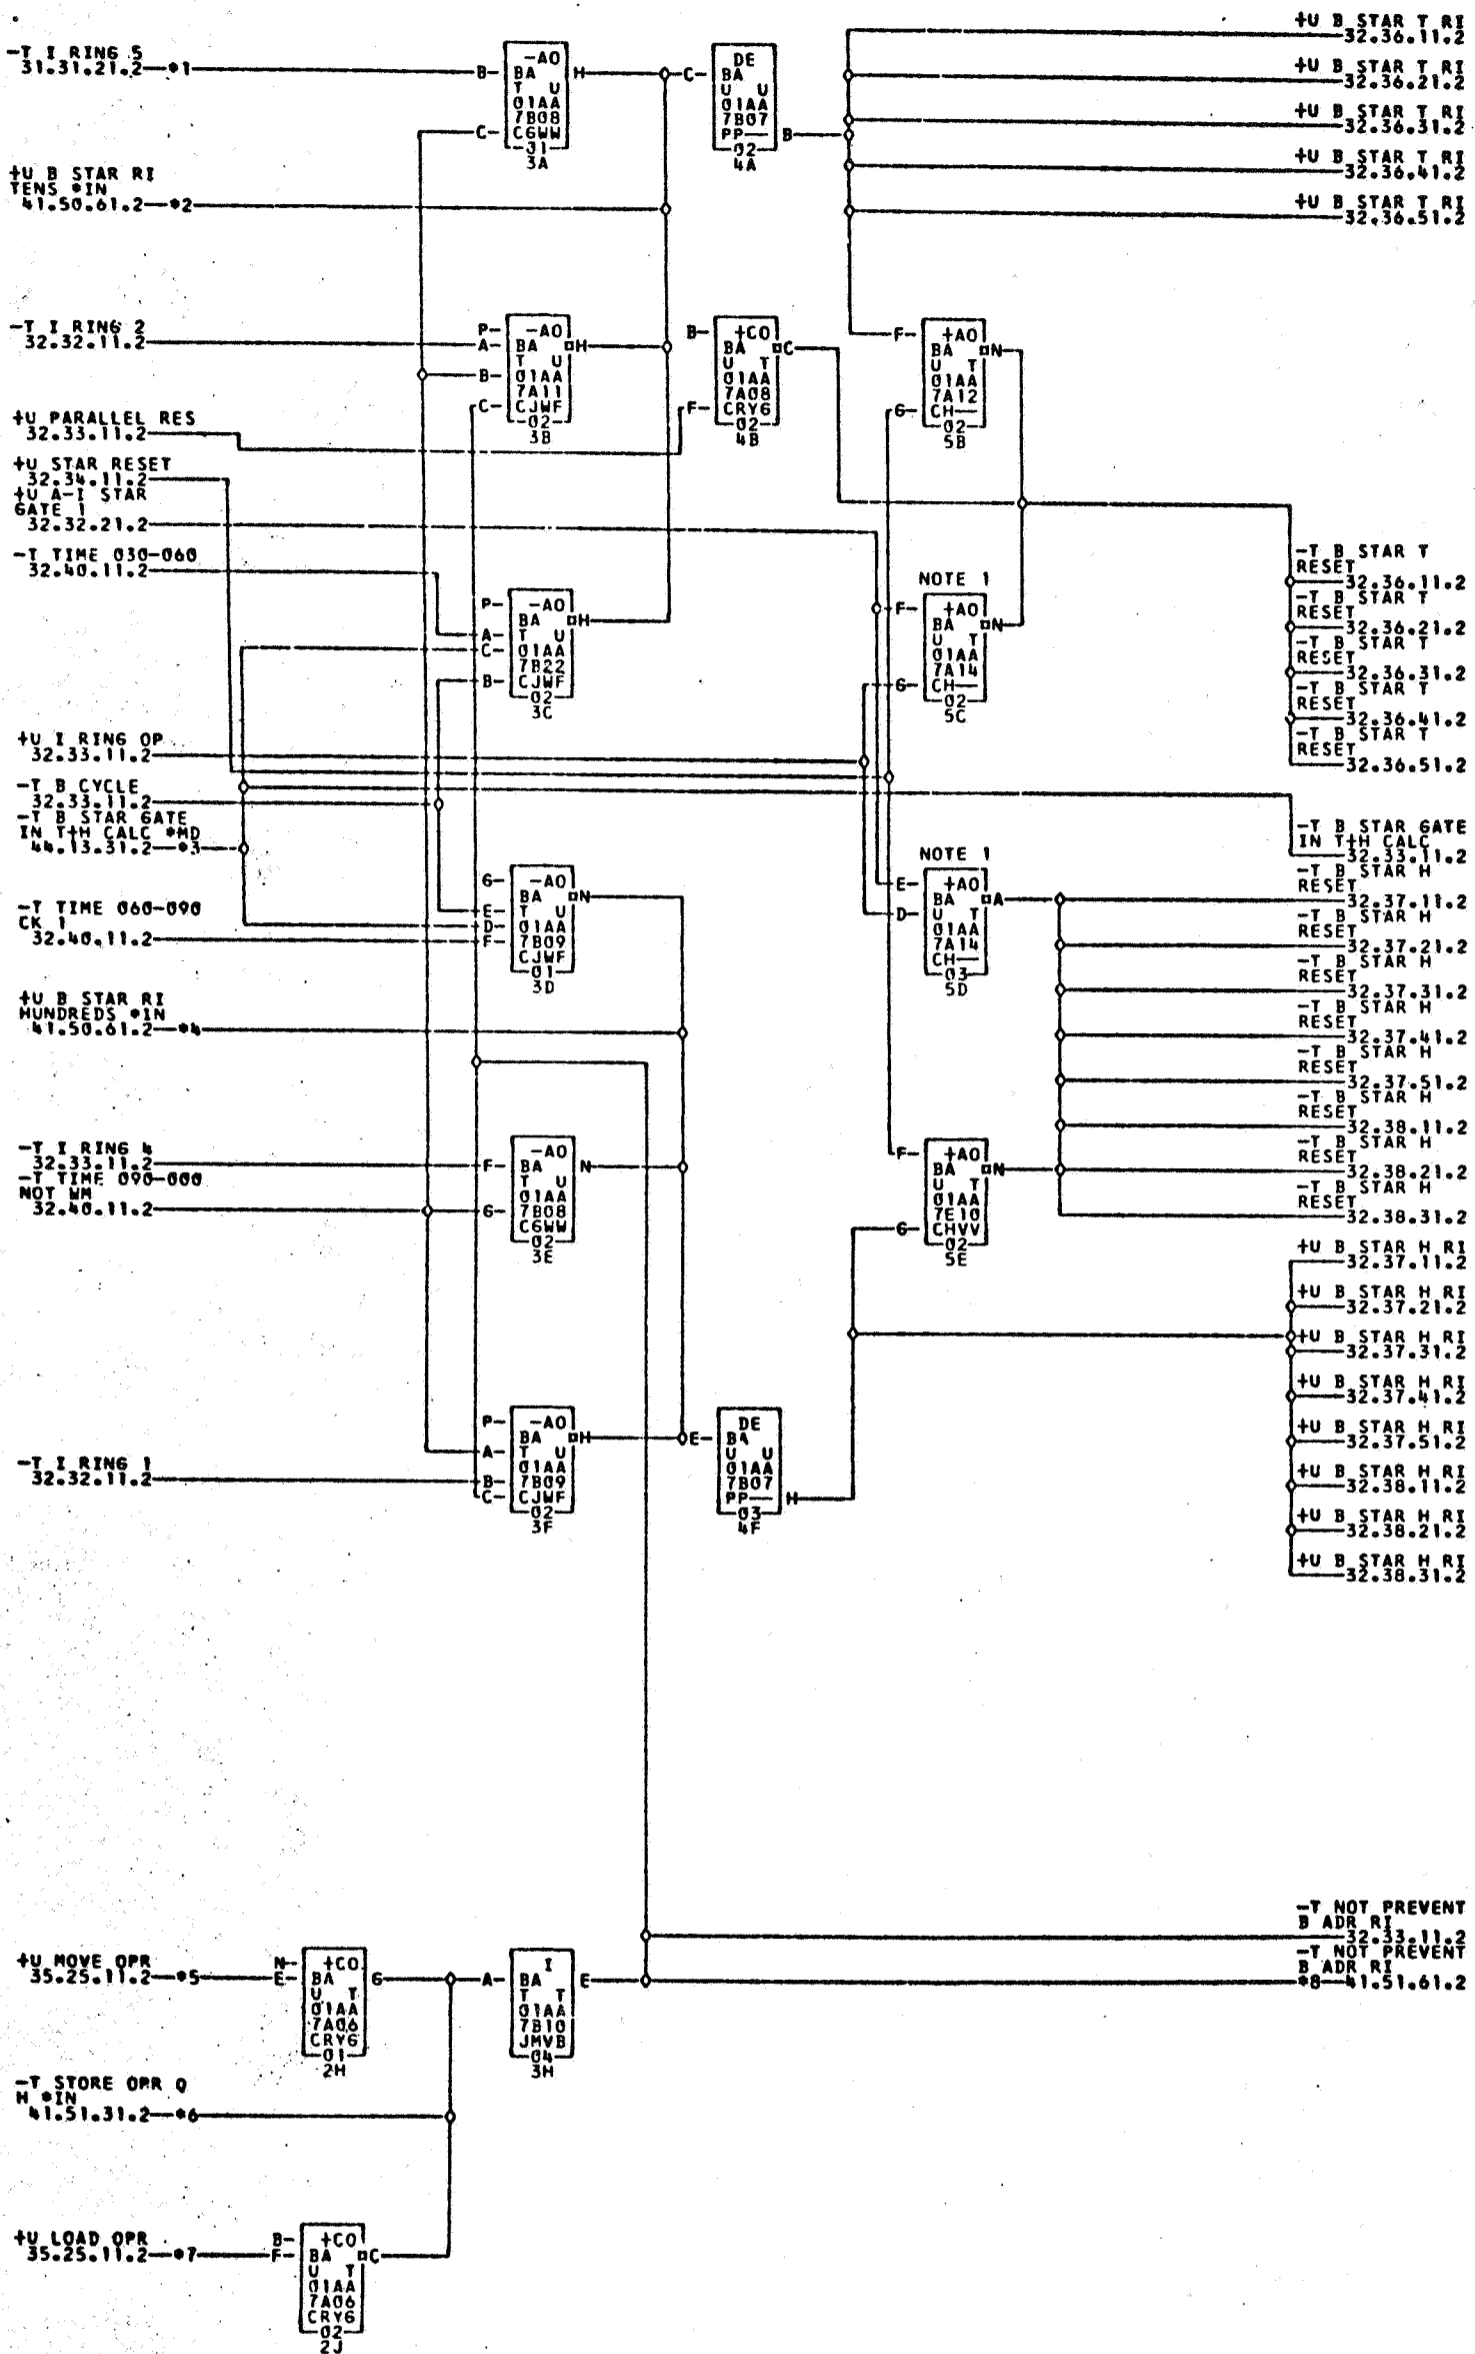 -T I RING 5
31.31.21.2—*1
+U B STAR RI
TENS *IN
41.50.61.2—*2
-T I RING 2
32.32.11.2
+U PARALLEL RES
32.33.11.2
+U STAR RESET
32.34.11.2
+U A-I STAR
GATE 1
32.32.21.2
-T TIME 030-060
32.40.11.2
+U I RING OP
32.33.11.2
-T B CYCLE
32.33.11.2
-T B STAR GATE
IN T+H CALC *MD
44.13.31.2—*3
-T TIME 060-090
CK 1
32.40.11.2
+U B STAR RI
HUNDREDS *IN
41.50.61.2—*4
-T I RING 4
32.33.11.2
-T TIME 090-000
NOT WM
32.40.11.2
-T I RING 1
32.32.11.2
+U MOVE OPR
35.25.11.2—*5
-T STORE OPR Q
H *IN
41.51.31.2—*6
+U LOAD OPR
35.25.11.2—*7
N-
E-
+CO
BA G
U T
01AA
7A06
CRYG
01
2H
B-
F-
+CO
BA C
U T
01AA
7A06
CRYG
02
2J
B-
C-
-AO
BA H
T U
01AA
7B08
C6WW
01
3A
P-
A-
B-
C-
-AO
BA H
T U
01AA
7A11
CJWF
02
3B
P-
A-
C-
B-
-AO
BA H
T U
01AA
7B22
CJWF
02
3C
G-
E-
D-
F-
-AO
BA N
T U
01AA
7B09
CJWF
01
3D
F-
G-
-AO
BA N
T U
01AA
7B08
C6WW
02
3E
P-
A-
B-
C-
-AO
BA H
T U
01AA
7B09
CJWF
02
3F
A-
I
BA E
T T
01AA
7B10
JMVB
04
3H
C-
DE
BA
U U
01AA
7B07
PP— B
02
4A
B-
F-
+CO
BA C
U T
01AA
7A08
CRYG
02
4B
E-
DE
BA
U U
01AA
7B07
PP— H
03
4F
F-
G-
+AO
BA N
U T
01AA
7A12
CH—
02
5B
NOTE 1
F-
G-
+AO
BA N
U T
01AA
7A14
CH—
02
5C
NOTE 1
E-
D-
+AO
BA A
U T
01AA
7A14
CH—
03
5D
F-
G-
+AO
BA N
U T
01AA
7E10
CHVV
02
5E
+U B STAR T RI
32.36.11.2
+U B STAR T RI
32.36.21.2
+U B STAR T RI
32.36.31.2
+U B STAR T RI
32.36.41.2
+U B STAR T RI
32.36.51.2
-T B STAR T
RESET
32.36.11.2
-T B STAR T
RESET
32.36.21.2
-T B STAR T
RESET
32.36.31.2
-T B STAR T
RESET
32.36.41.2
-T B STAR T
RESET
32.36.51.2
-T B STAR GATE
IN T+H CALC
32.33.11.2
-T B STAR H
RESET
32.37.11.2
-T B STAR H
RESET
32.37.21.2
-T B STAR H
RESET
32.37.31.2
-T B STAR H
RESET
32.37.41.2
-T B STAR H
RESET
32.37.51.2
-T B STAR H
RESET
32.38.11.2
-T B STAR H
RESET
32.38.21.2
-T B STAR H
RESET
32.38.31.2
+U B STAR H RI
32.37.11.2
+U B STAR H RI
32.37.21.2
+U B STAR H RI
32.37.31.2
+U B STAR H RI
32.37.41.2
+U B STAR H RI
32.37.51.2
+U B STAR H RI
32.38.11.2
+U B STAR H RI
32.38.21.2
+U B STAR H RI
32.38.31.2
-T NOT PREVENT
B ADR RI
32.33.11.2
-T NOT PREVENT
B ADR RI
*8—41.51.61.2